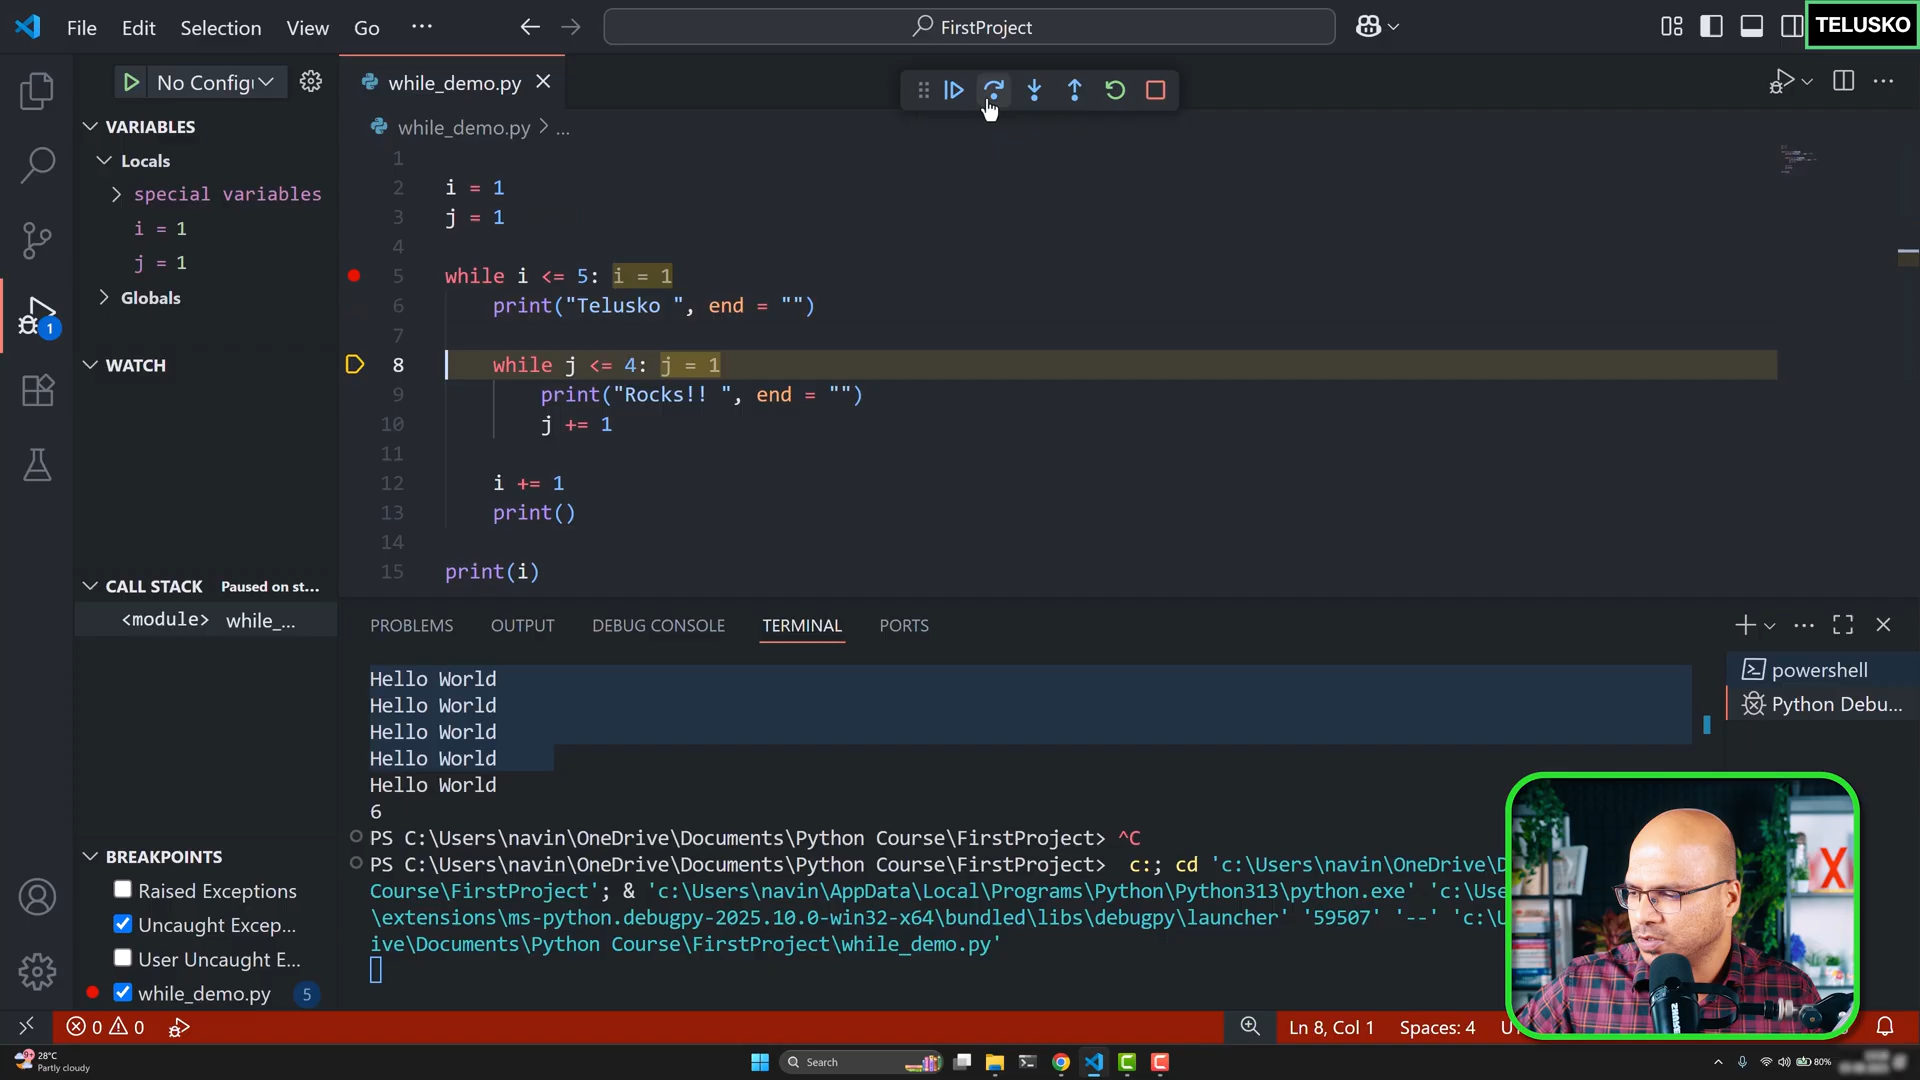 File Edit Selection View Go ... FirstProject TELUSKO
No Config
while_demo.py
while_demo.py > ...
VARIABLES
Locals
special variables
i = 1
j = 1
Globals
WATCH
CALL STACK Paused on st...
<module> while_...
BREAKPOINTS
Raised Exceptions
Uncaught Excep...
User Uncaught E...
while_demo.py 5
1
1
2 i = 1
3 j = 1
4
5 while i <= 5: i = 1
6 print("Telusko ", end = "")
7
8 while j <= 4: j = 1
9 print("Rocks!! ", end = "")
10 j += 1
11
12 i += 1
13 print()
14
15 print(i)
PROBLEMS OUTPUT DEBUG CONSOLE TERMINAL PORTS
powershell
Python Debu...
Hello World
Hello World
Hello World
Hello World
Hello World
6
PS C:\Users\navin\OneDrive\Documents\Python Course\FirstProject> ^C
PS C:\Users\navin\OneDrive\Documents\Python Course\FirstProject> c:; cd 'c:\Users\navin\OneDrive\D
Course\FirstProject'; & 'c:\Users\navin\AppData\Local\Programs\Python\Python313\python.exe' 'c:\Use
\extensions\ms-python.debugpy-2025.10.0-win32-x64\bundled\libs\debugpy\launcher' '59507' '--' 'c:\U
ive\Documents\Python Course\FirstProject\while_demo.py'
0 0 Ln 8, Col 1 Spaces: 4
28°C
Partly cloudy
Search
80%